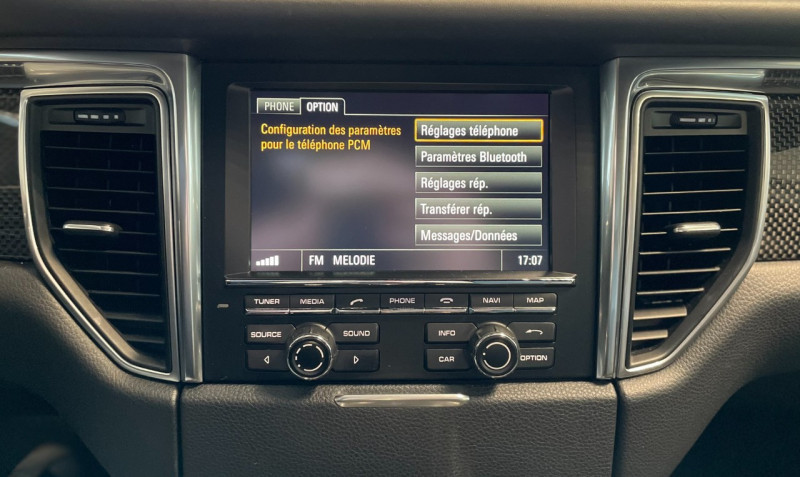 PHONE OPTION
Configuration des paramètres
pour le téléphone PCM
Réglages téléphone
Paramètres Bluetooth
Réglages rép.
Transférer rép.
Messages/Données
FM MELODIE 17:07
TUNER MEDIA PHONE NAVI MAP
SOURCE SOUND INFO
CAR OPTION